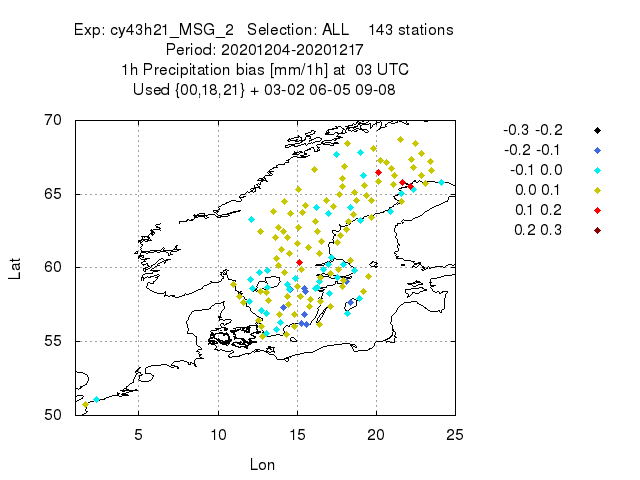 Exp: cy43h21_MSG_2 Selection: ALL 143 stations
Period: 20201204-20201217
1h Precipitation bias [mm/1h] at 03 UTC
Used {00,18,21} + 03-02 06-05 09-08
70
65
60
55
50
Lat
5 10 15 20 25
Lon
-0.3 -0.2
-0.2 -0.1
-0.1 0.0
0.0 0.1
0.1 0.2
0.2 0.3